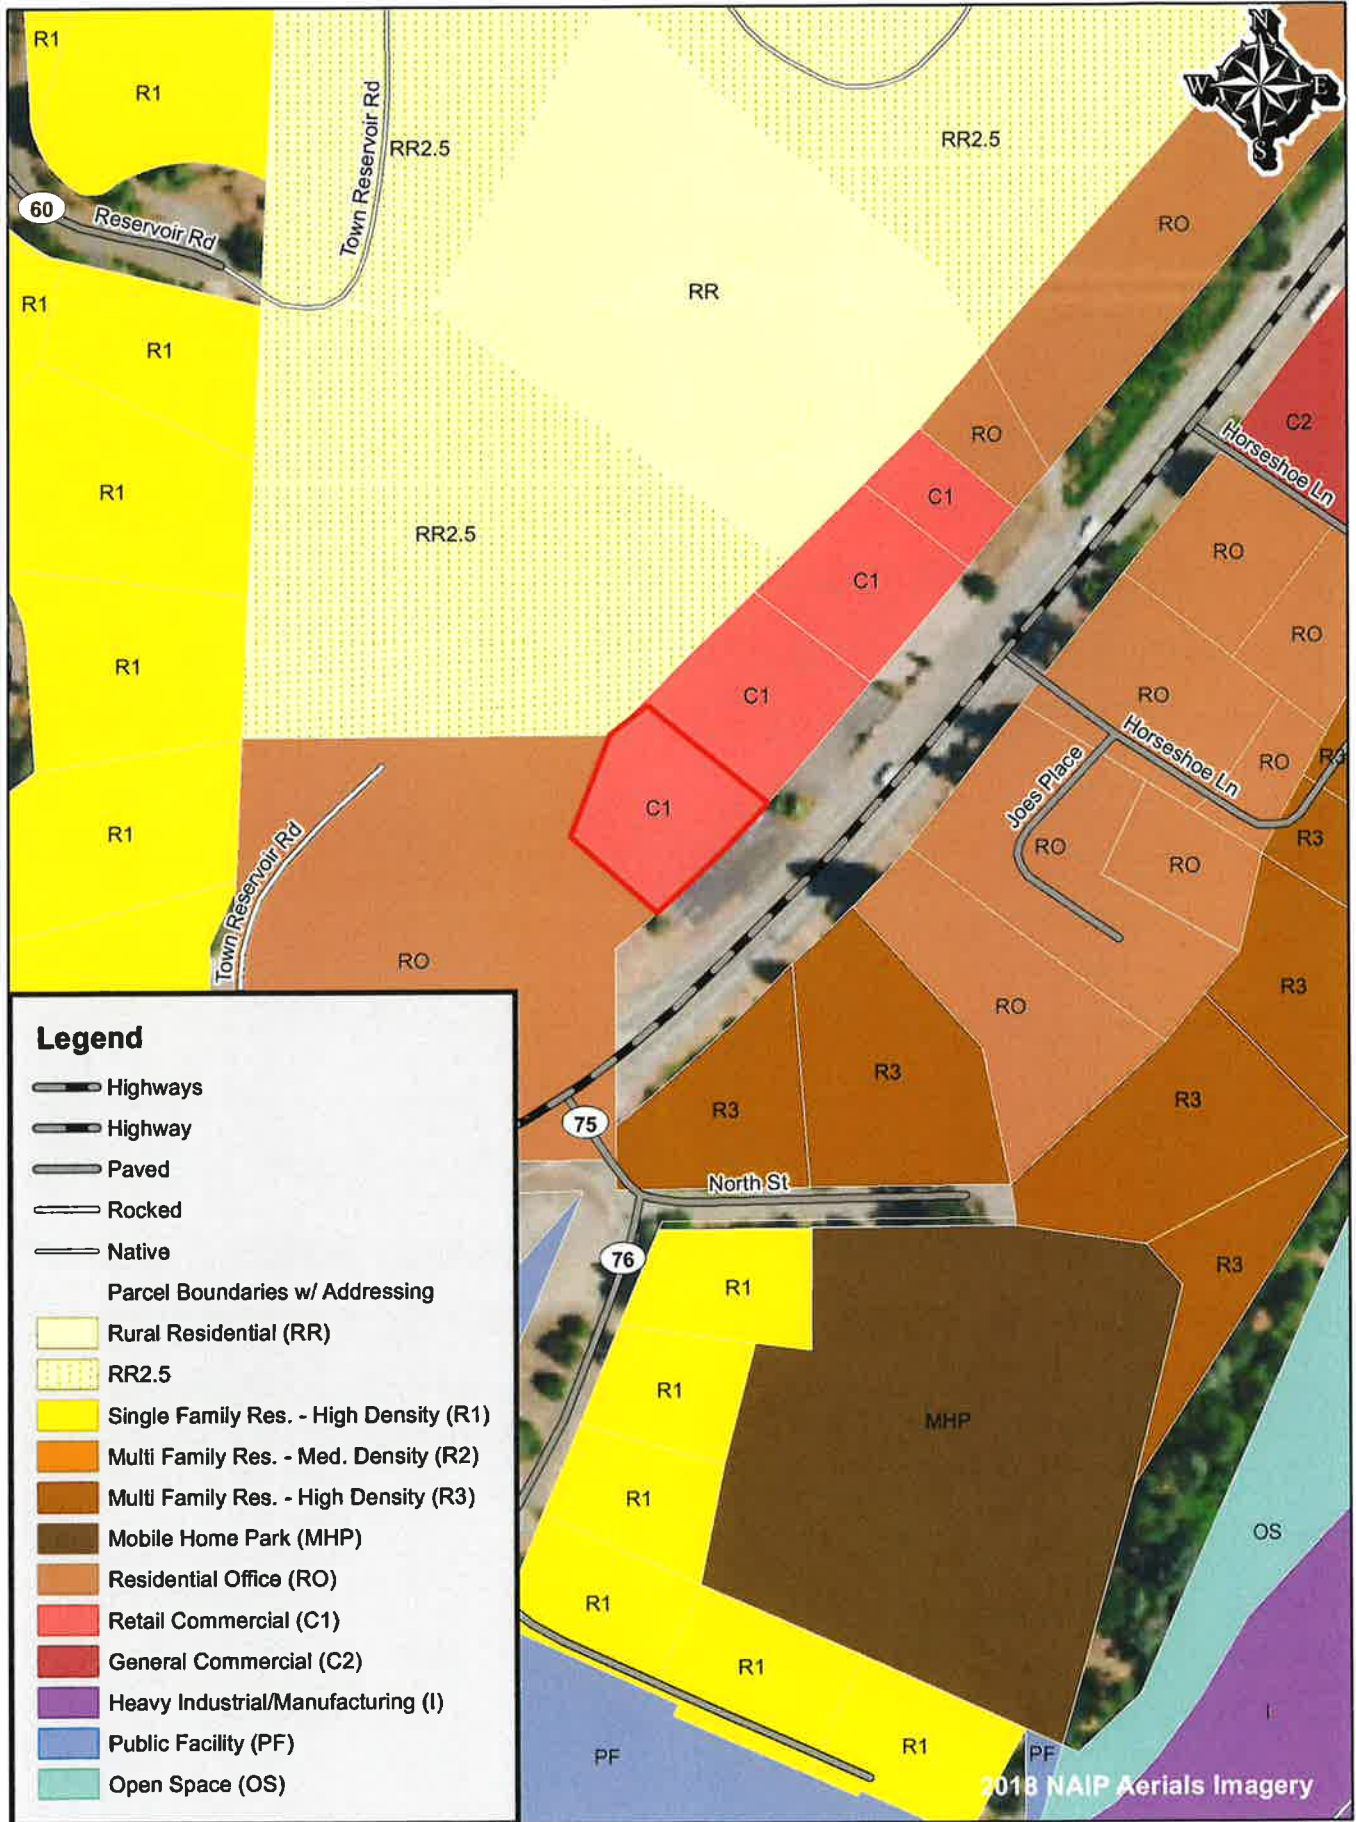 N
W
E
S
R1
R1
RR2.5
RR2.5
Town Reservoir Rd
60
Reservoir Rd
RO
RR
R1
R1
RO
C2
Horseshoe Ln
C1
R1
RR2.5
RO
C1
RO
R1
C1
RO
Horseshoe Ln
RO
R3
Joes Place
C1
R1
R3
RO
RO
Town Reservoir Rd
RO
R3
RO
R3
R3
R3
75
North St
76
R1
R3
R1
MHP
R1
OS
R1
R1
R1
I
PF
PF
2018 NAIP Aerials Imagery
Legend
Highways
Highway
Paved
Rocked
Native
Parcel Boundaries w/ Addressing
Rural Residential (RR)
RR2.5
Single Family Res. - High Density (R1)
Multi Family Res. - Med. Density (R2)
Multi Family Res. - High Density (R3)
Mobile Home Park (MHP)
Residential Office (RO)
Retail Commercial (C1)
General Commercial (C2)
Heavy Industrial/Manufacturing (I)
Public Facility (PF)
Open Space (OS)